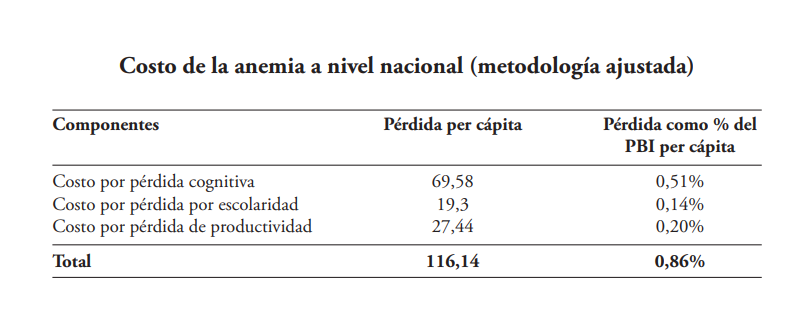 Costo de la anemia a nivel nacional (metodología ajustada)
Componentes Pérdida per cápita Pérdida como % del
PBI per cápita
Costo por pérdida cognitiva 69,58 0,51%
Costo por pérdida por escolaridad 19,3 0,14%
Costo por pérdida de productividad 27,44 0,20%
Total 116,14 0,86%